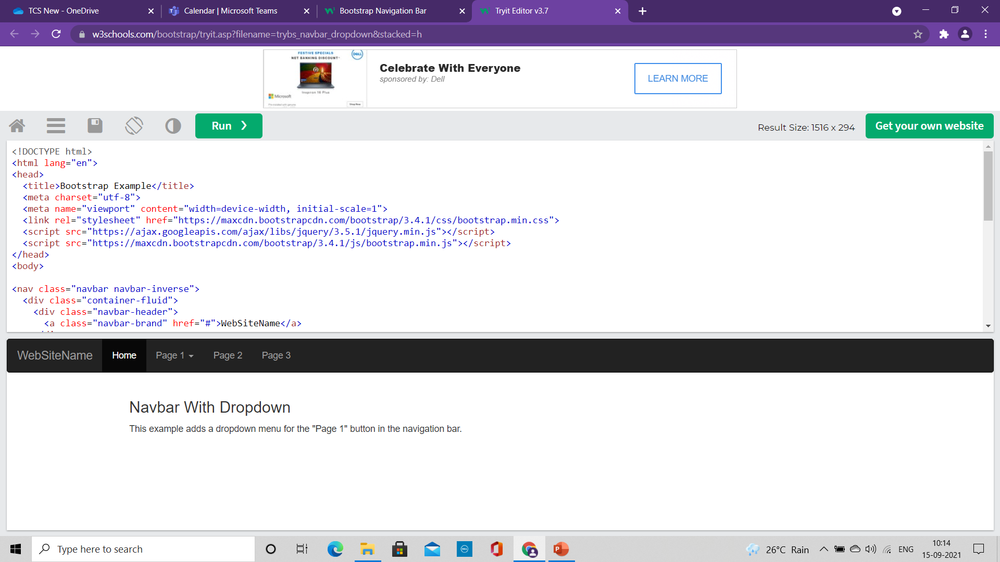 TCS New - OneDrive
Calendar | Microsoft Teams
Bootstrap Navigation Bar
Tryit Editor v3.7
w3schools.com/bootstrap/tryit.asp?filename=trybs_navbar_dropdown&stacked=h
FESTIVE SPECIALS
NET BANKING DISCOUNT*
DELL
Inspiron 16 Plus
Microsoft
Shop Now
Celebrate With Everyone
sponsored by: Dell
LEARN MORE
Run ❯
Result Size: 1516 x 294
Get your own website
<!DOCTYPE html>
<html lang="en">
<head>
  <title>Bootstrap Example</title>
  <meta charset="utf-8">
  <meta name="viewport" content="width=device-width, initial-scale=1">
  <link rel="stylesheet" href="https://maxcdn.bootstrapcdn.com/bootstrap/3.4.1/css/bootstrap.min.css">
  <script src="https://ajax.googleapis.com/ajax/libs/jquery/3.5.1/jquery.min.js"></script>
  <script src="https://maxcdn.bootstrapcdn.com/bootstrap/3.4.1/js/bootstrap.min.js"></script>
</head>
<body>
<nav class="navbar navbar-inverse">
  <div class="container-fluid">
    <div class="navbar-header">
      <a class="navbar-brand" href="#">WebSiteName</a>
WebSiteName Home Page 1 Page 2 Page 3
Navbar With Dropdown
This example adds a dropdown menu for the "Page 1" button in the navigation bar.
Type here to search
26°C Rain
ENG
10:14
15-09-2021